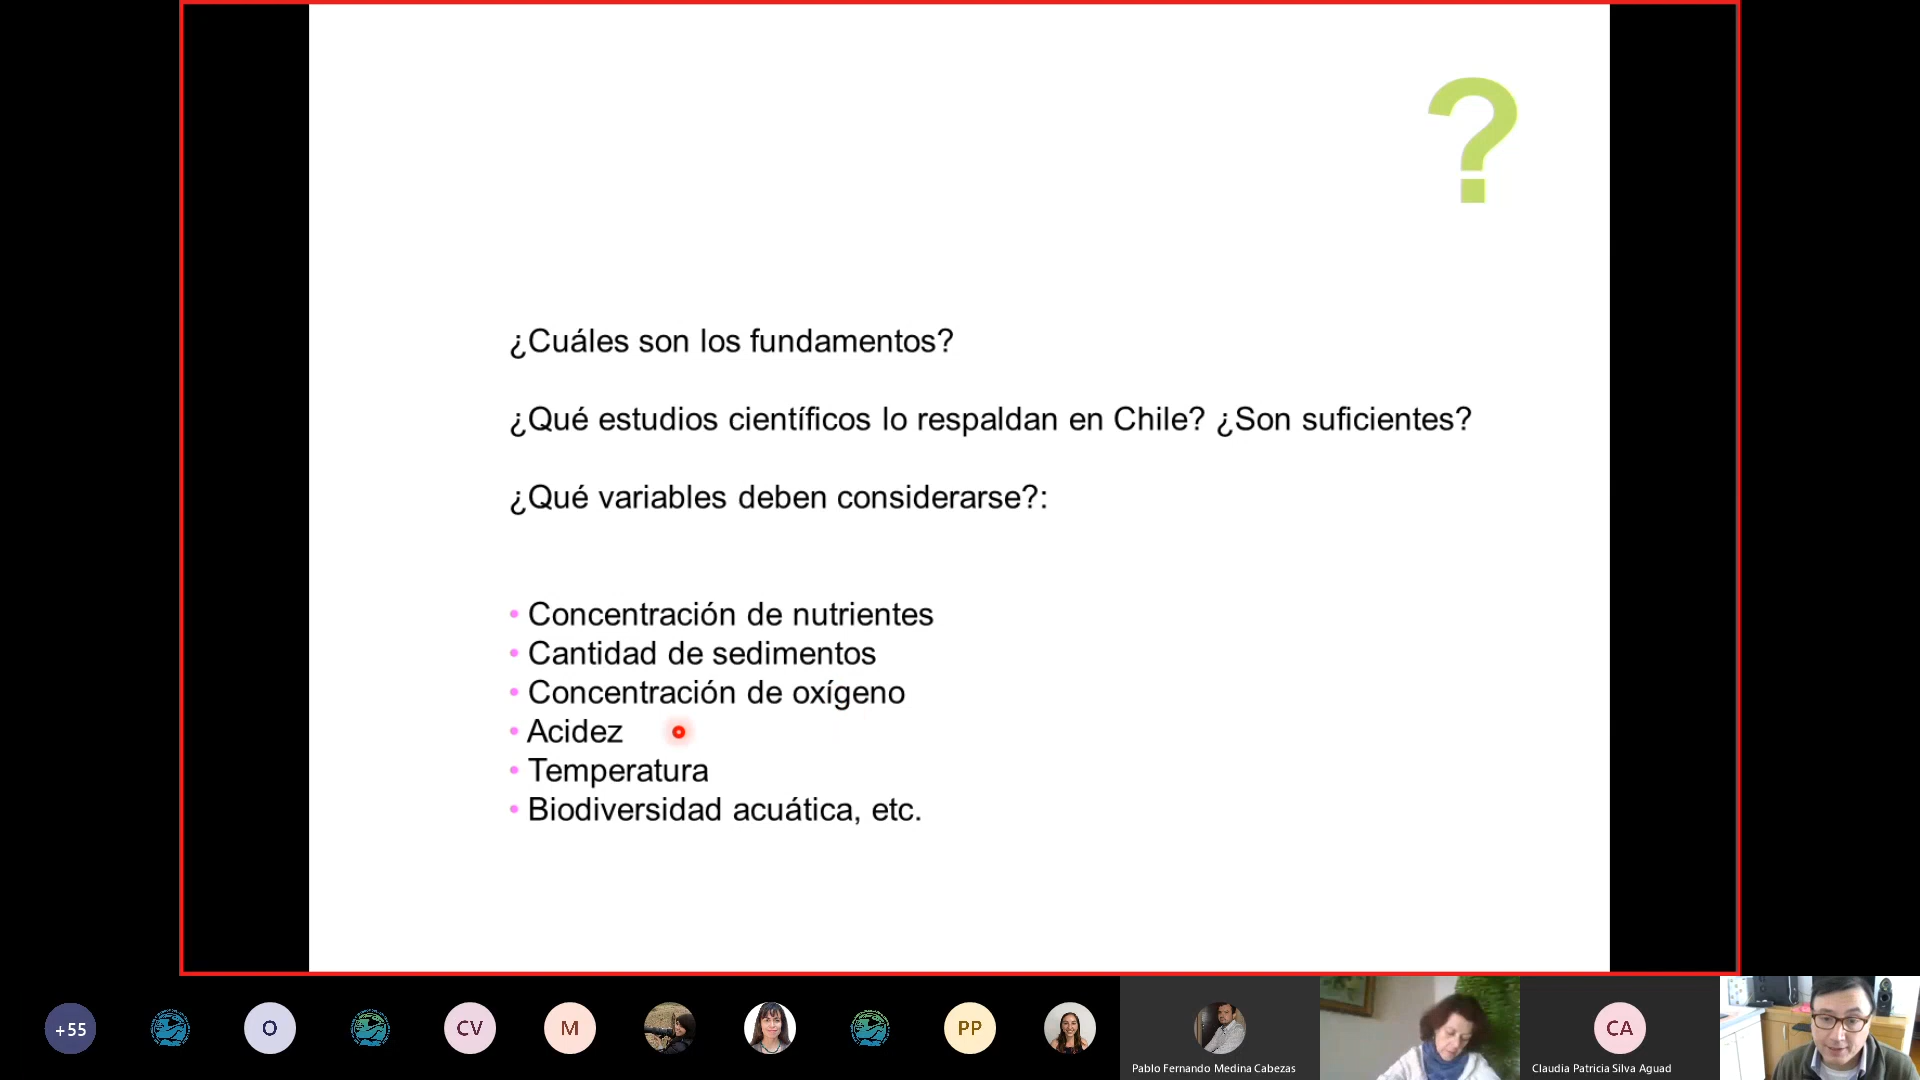 ?
¿Cuáles son los fundamentos?
¿Qué estudios científicos lo respaldan en Chile? ¿Son suficientes?
¿Qué variables deben considerarse?:
• Concentración de nutrientes
• Cantidad de sedimentos
• Concentración de oxígeno
• Acidez
• Temperatura
• Biodiversidad acuática, etc.
+55
O
CV
M
PP
Pablo Fernando Medina Cabezas
CA
Claudia Patricia Silva Aguad